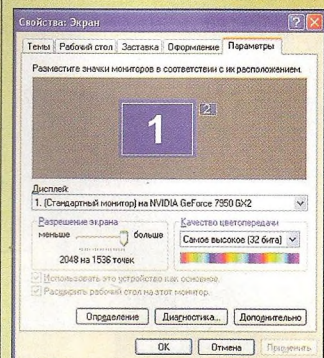 Свойства: Экран
Темы Рабочий стол Заставка Оформление Параметры
Разместите значки мониторов в соответствии с их расположением.
1 2
Дисплей:
1. (Стандартный монитор) на NVIDIA GeForce 7950 GX2
Разрешение экрана
меньше больше
2048 на 1536 точек
Качество цветопередачи
Самое высокое (32 бита)
Использовать это устройство как основное.
Расширить рабочий стол на этот монитор.
Определение Диагностика... Дополнительно
OK Отмена Применить